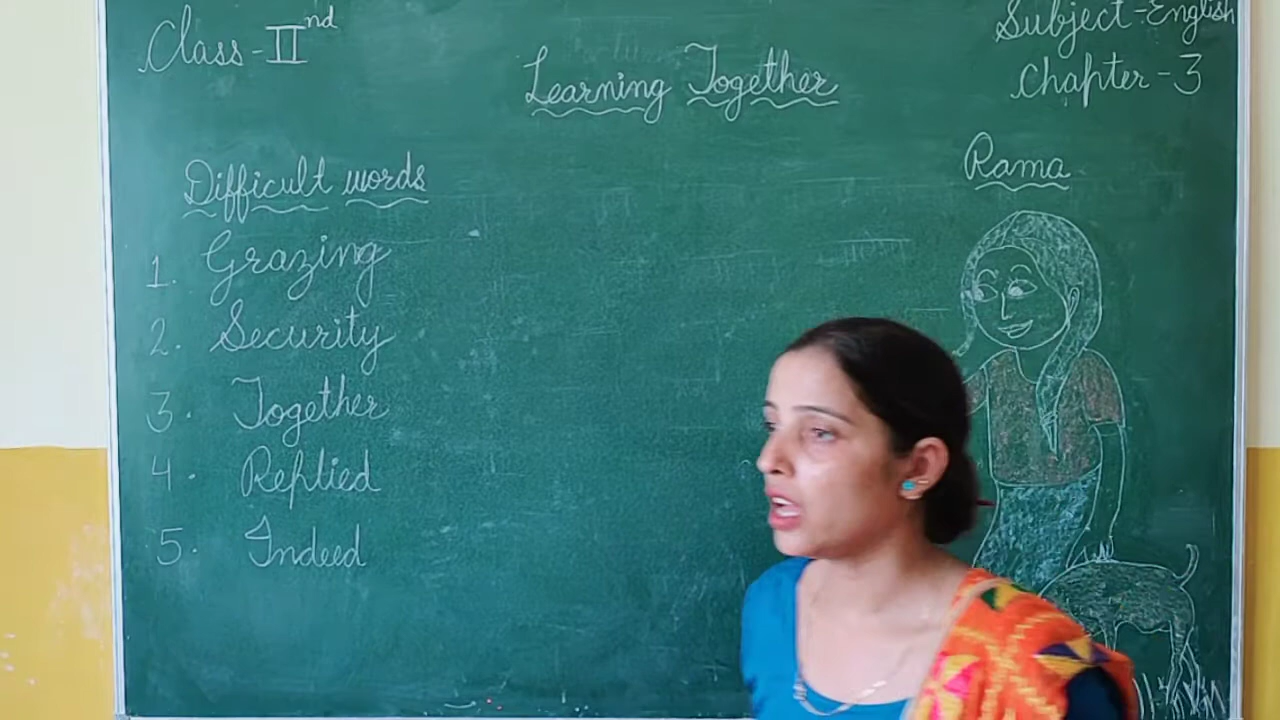 Class-IInd
Subject-English
Chapter-3
Learning Together
Difficult words
1. Grazing
2. Security
3. Together
4. Replied
5. Indeed
Rama